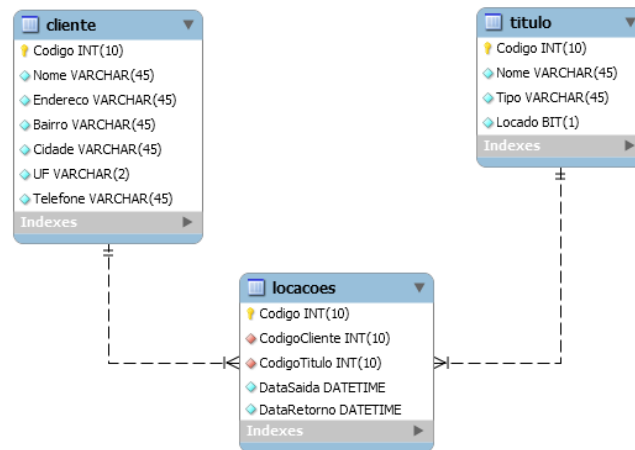 cliente
Codigo INT(10)
Nome VARCHAR(45)
Endereco VARCHAR(45)
Bairro VARCHAR(45)
Cidade VARCHAR(45)
UF VARCHAR(2)
Telefone VARCHAR(45)
Indexes
titulo
Codigo INT(10)
Nome VARCHAR(45)
Tipo VARCHAR(45)
Locado BIT(1)
Indexes
locacoes
Codigo INT(10)
CodigoCliente INT(10)
CodigoTitulo INT(10)
DataSaida DATETIME
DataRetorno DATETIME
Indexes